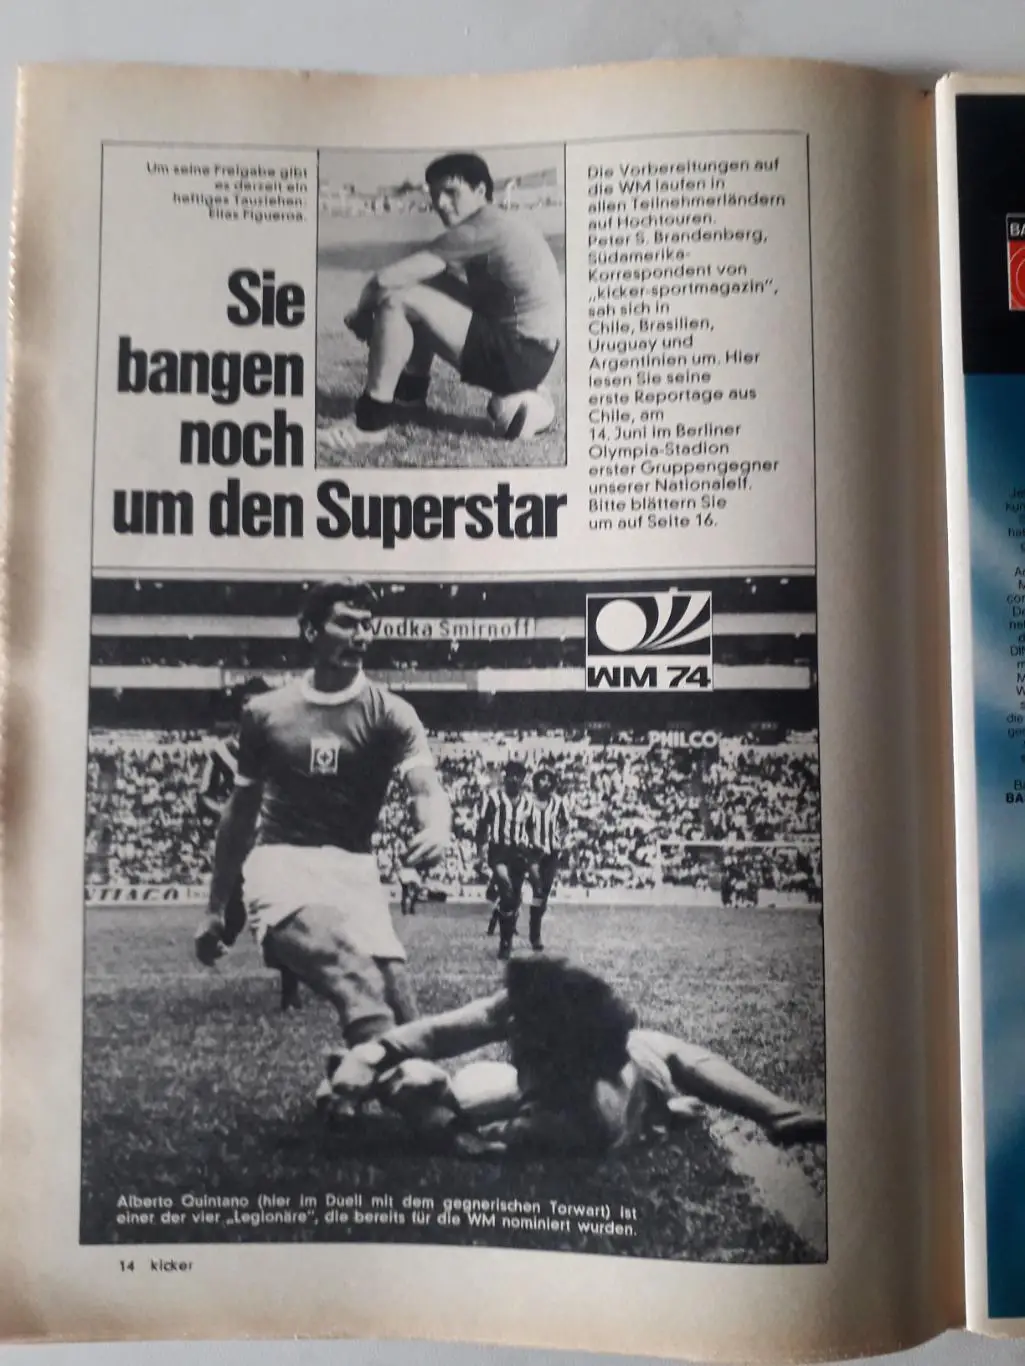 Um seine Freigabe gibt
es derzeit ein
heftiges Tauziehen:
Elias Figueroa.
Sie
bangen
noch
um den Superstar
Die Vorbereitungen auf
die WM laufen in
allen Teilnehmerländern
auf Hochtouren.
Peter S. Brandenberg,
Südamerika-
Korrespondent von
„kicker-sportmagazin",
sah sich in
Chile, Brasilien,
Uruguay und
Argentinien um. Hier
lesen Sie seine
erste Reportage aus
Chile, am
14. Juni im Berliner
Olympia-Stadion
erster Gruppengegner
unserer Nationalelf.
Bitte blättern Sie
um auf Seite 16.
Vodka Smirnoff
WM 74
PHILCO
NTIAGO
Alberto Quintano (hier im Duell mit dem gegnerischen Torwart) ist
einer der vier „Legionäre", die bereits für die WM nominiert wurden.
14 kicker
BA